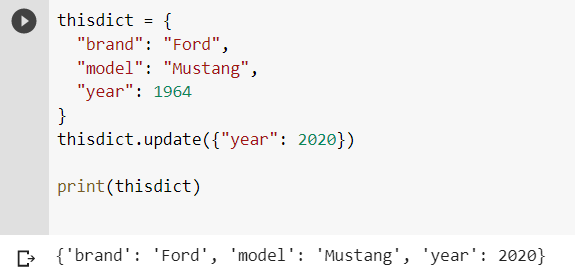 thisdict = {
  "brand": "Ford",
  "model": "Mustang",
  "year": 1964
}
thisdict.update({"year": 2020})
print(thisdict)
{'brand': 'Ford', 'model': 'Mustang', 'year': 2020}